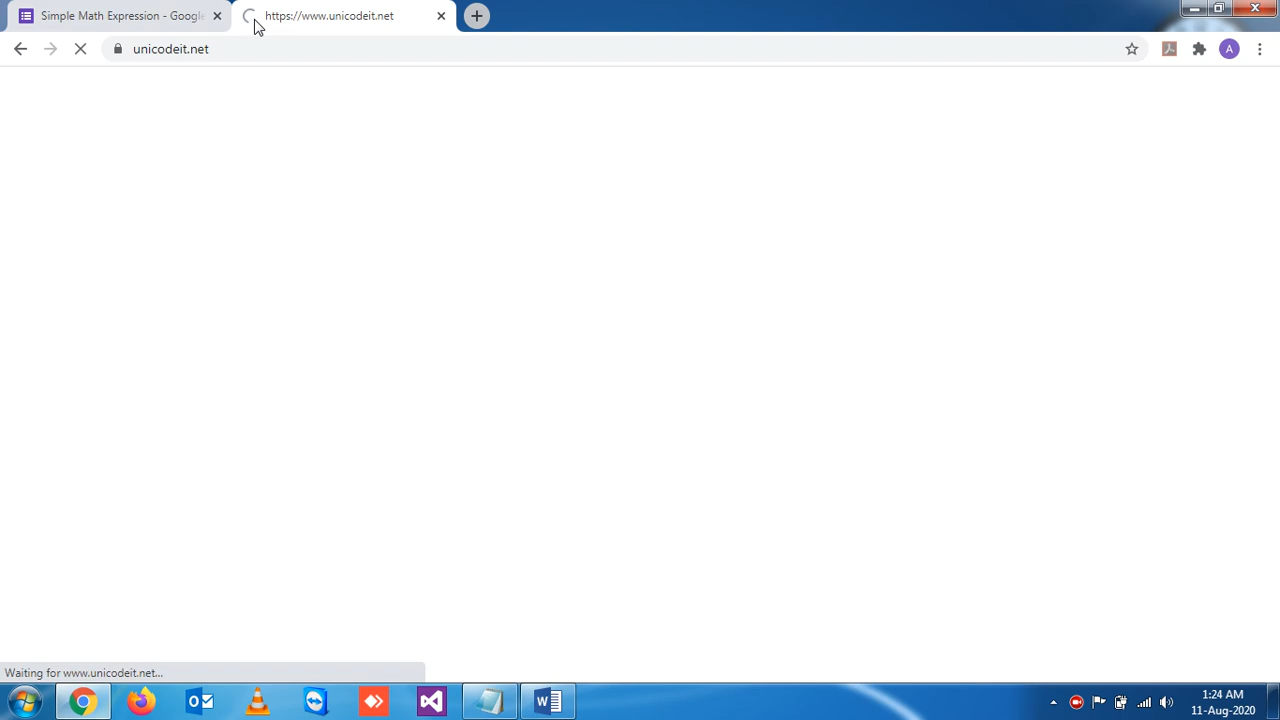 Simple Math Expression - Google
https://www.unicodeit.net
unicodeit.net
A
Waiting for www.unicodeit.net...
1:24 AM
11-Aug-2020